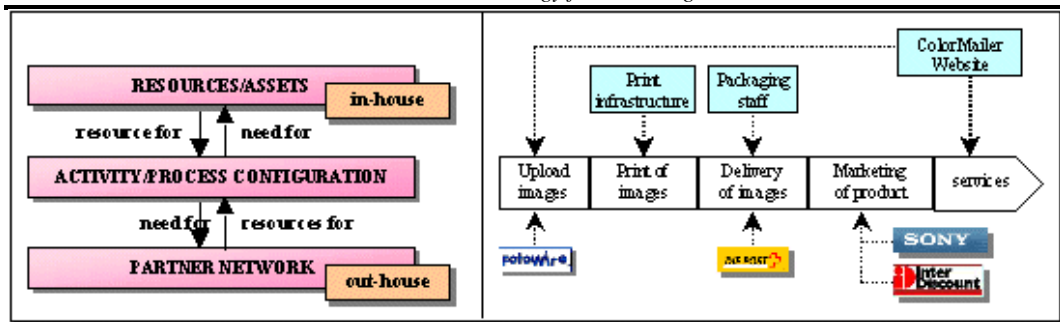 RESOURCES/ASSETS
in-house
resource for
need for
ACTIVITY/PROCESS CONFIGURATION
need for
resources for
PARTNER NETWORK
out-house
ColorMailer
Website
Print
infrastructure
Packaging
staff
Upload
images
Print of
images
Delivery
of images
Marketing
of product
services
SONY
Inter
Discount